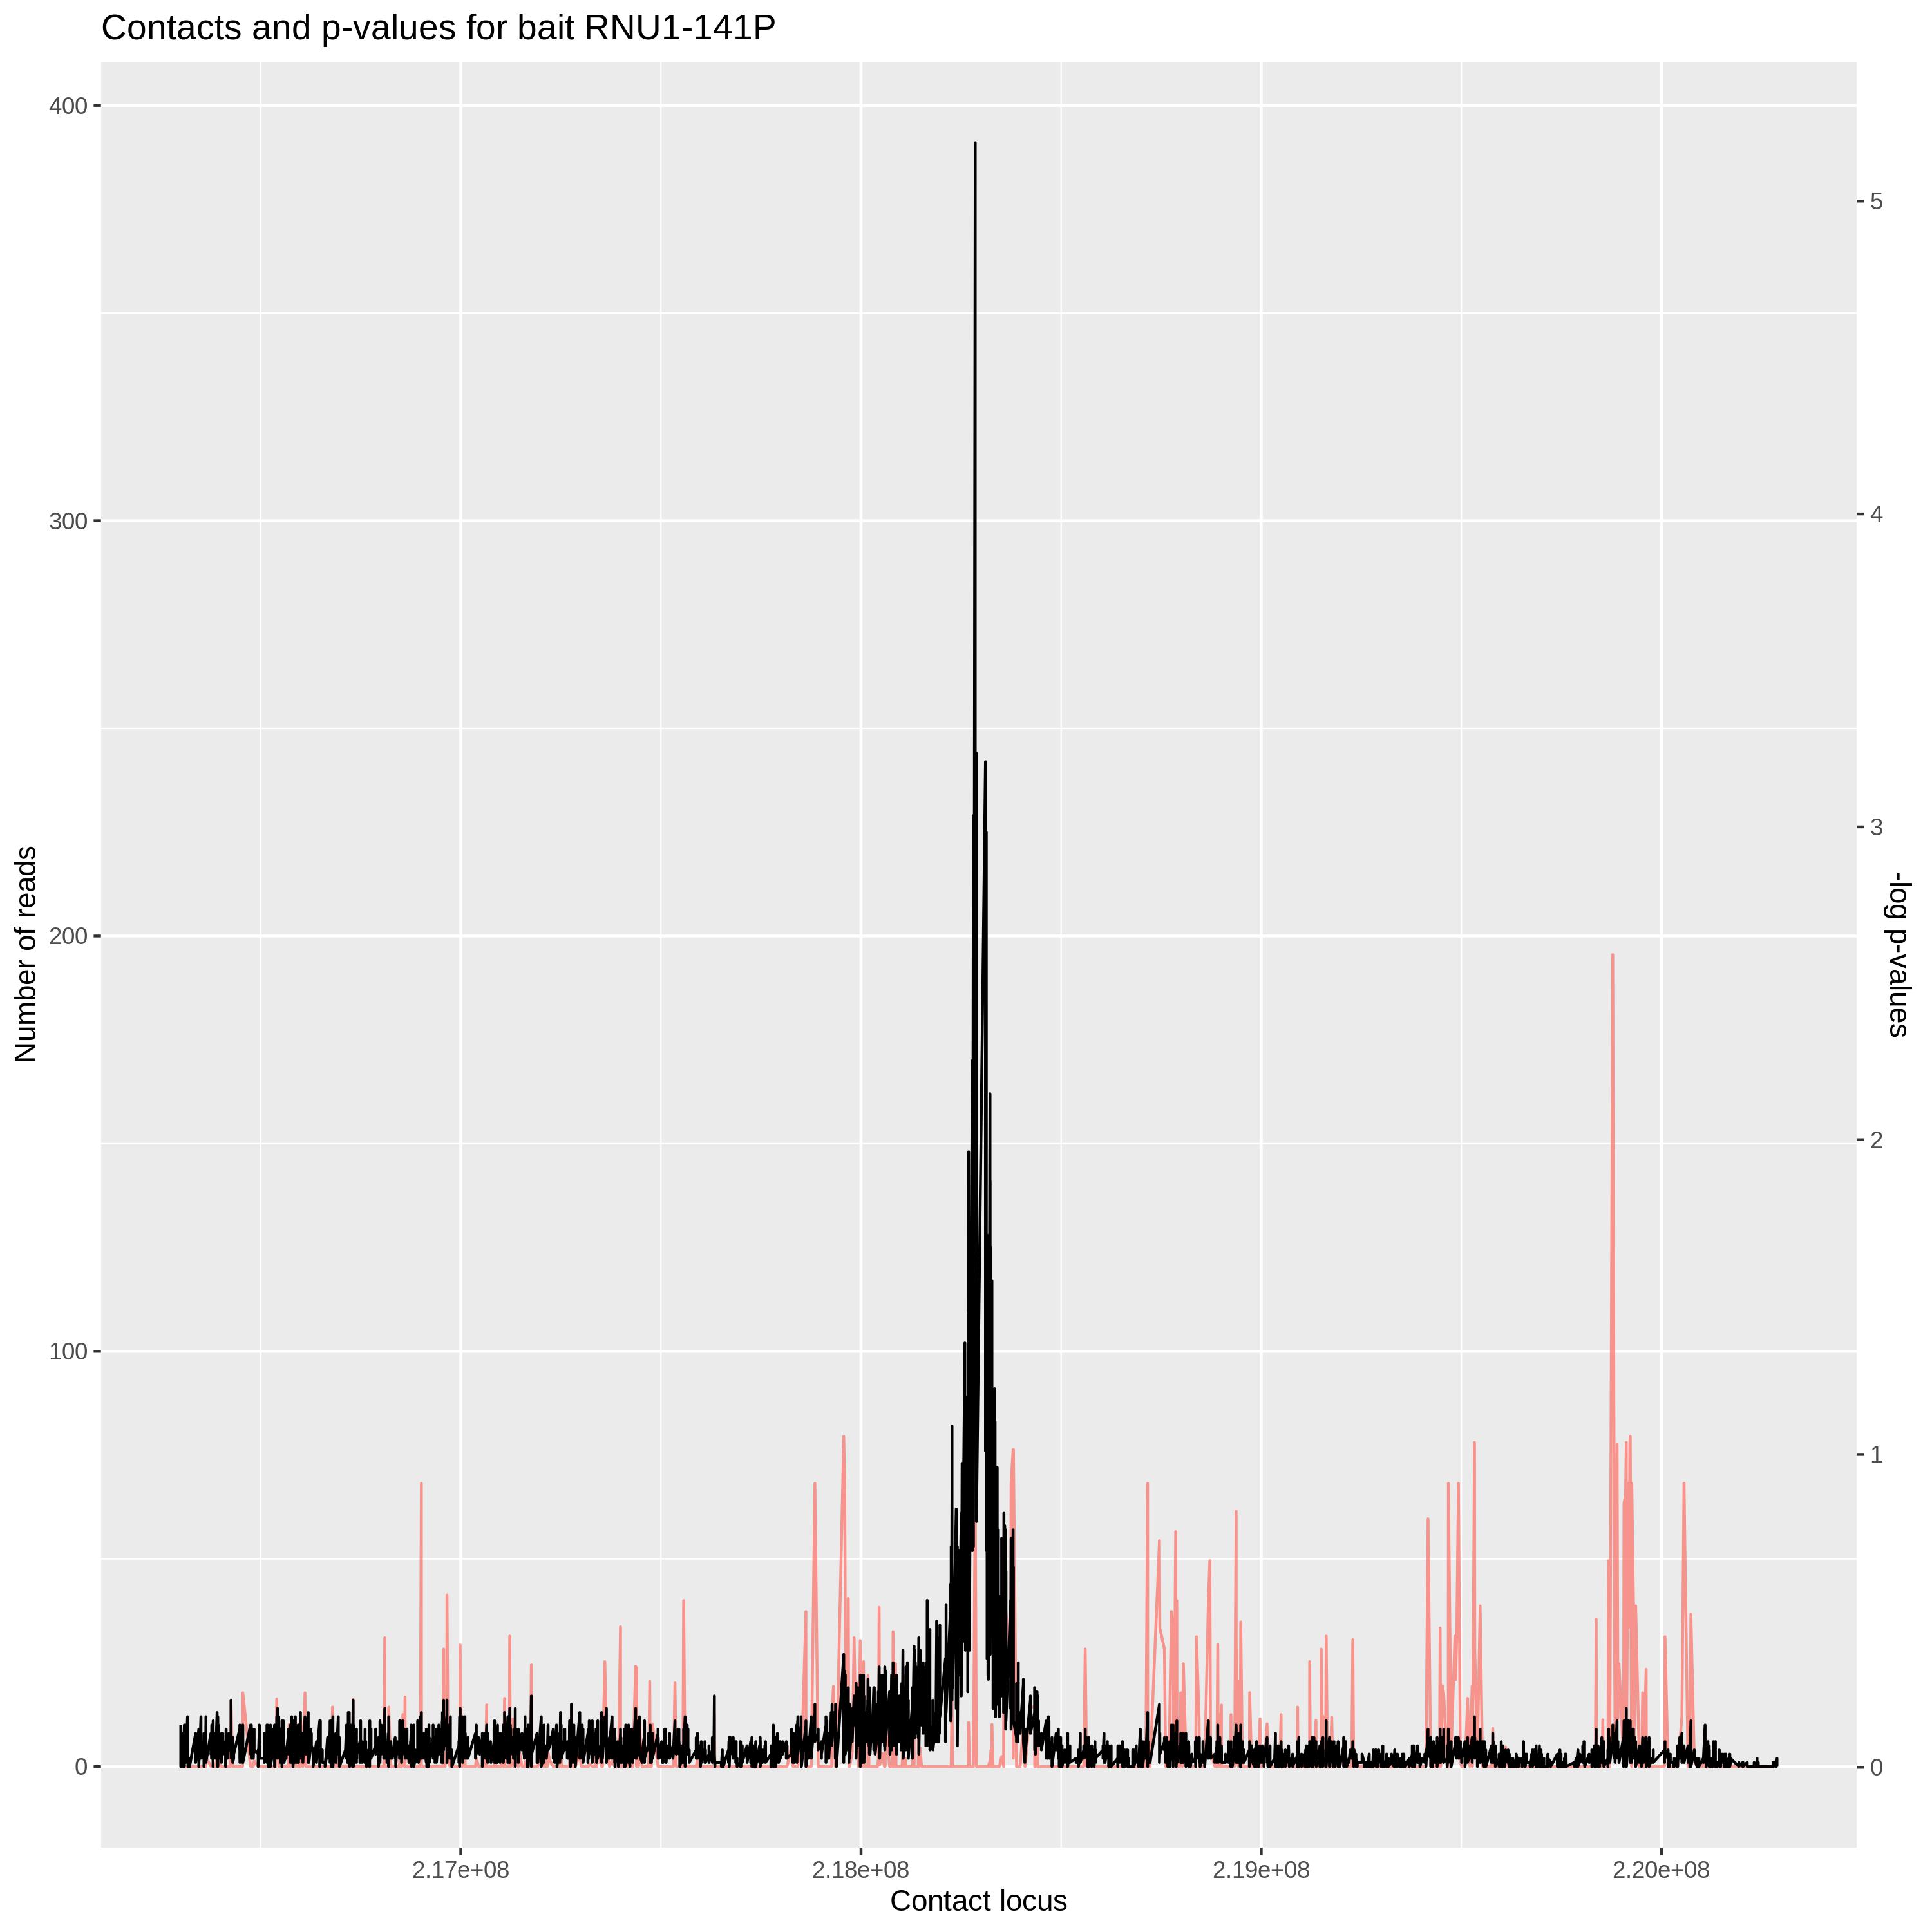 Contacts and p-values for bait RNU1-141P
400
300
200
100
0
5
4
3
2
1
0
Number of reads
-log p-values
2.17e+08
2.18e+08
2.19e+08
2.20e+08
Contact locus